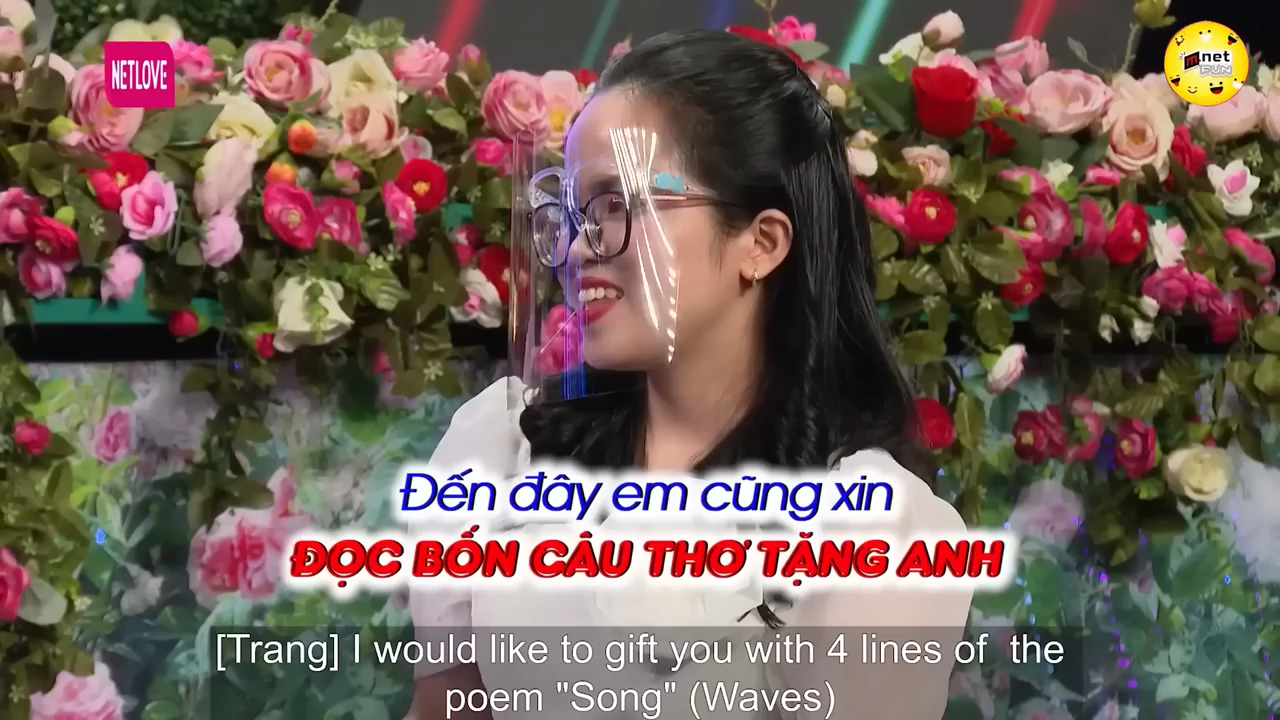 NETLOVE
m.net
FUN
Đến đây em cũng xin
ĐỌC BỐN CÂU THƠ TẶNG ANH
[Trang] I would like to gift you with 4 lines of  the
poem "Song" (Waves)